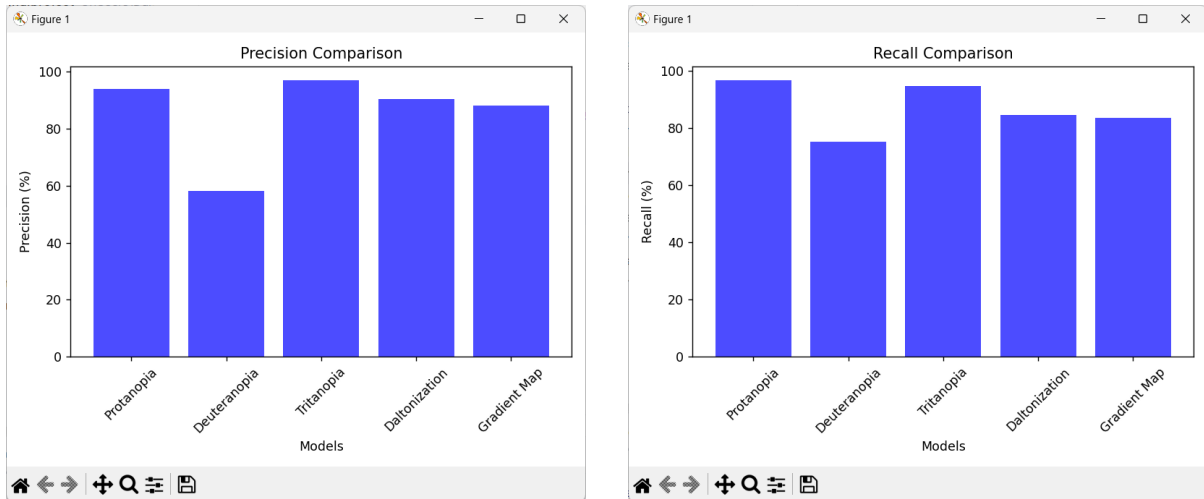 Figure 1
Precision Comparison
100
80
60
40
20
0
Precision (%)
Protanopia
Deuteranopia
Tritanopia
Daltonization
Gradient Map
Models
Figure 1
Recall Comparison
100
80
60
40
20
0
Recall (%)
Protanopia
Deuteranopia
Tritanopia
Daltonization
Gradient Map
Models